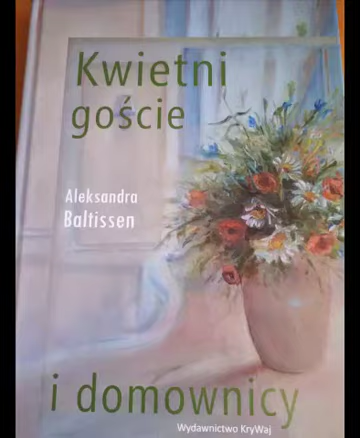 Kwietni
goście
Aleksandra
Baltissen
i domownicy
Wydawnictwo KryWaj